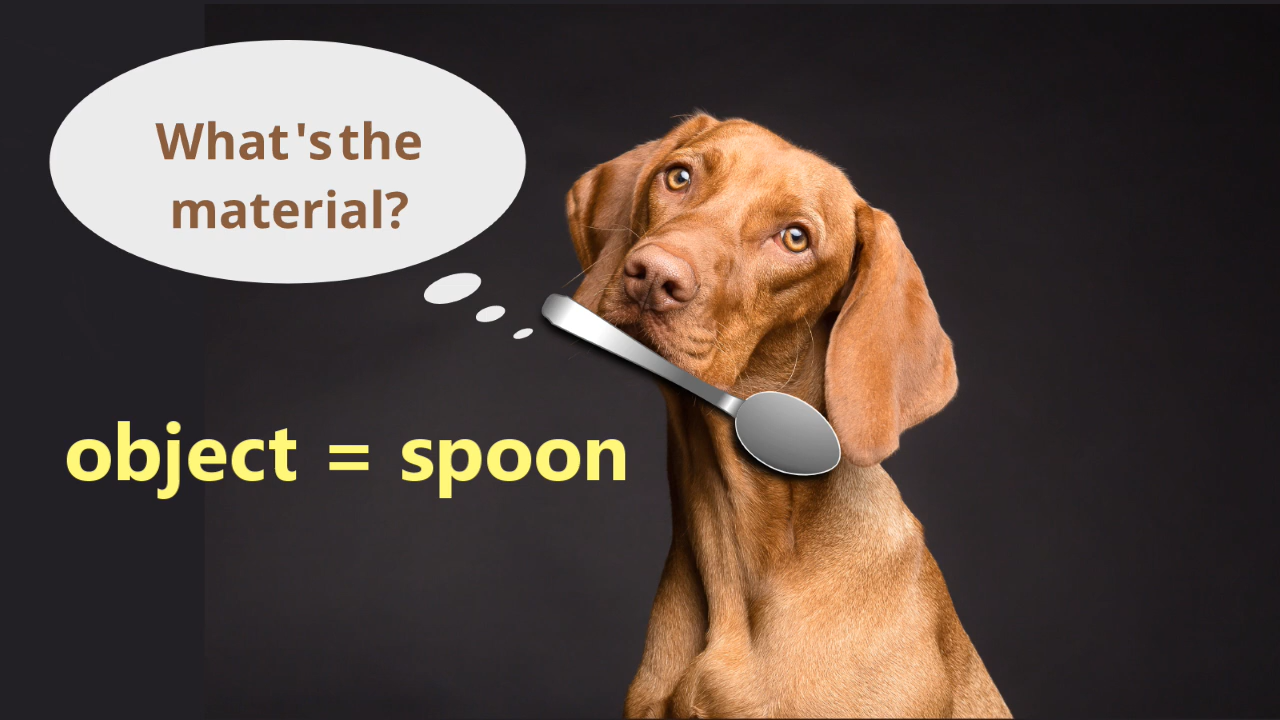 What's the
material?
object = spoon